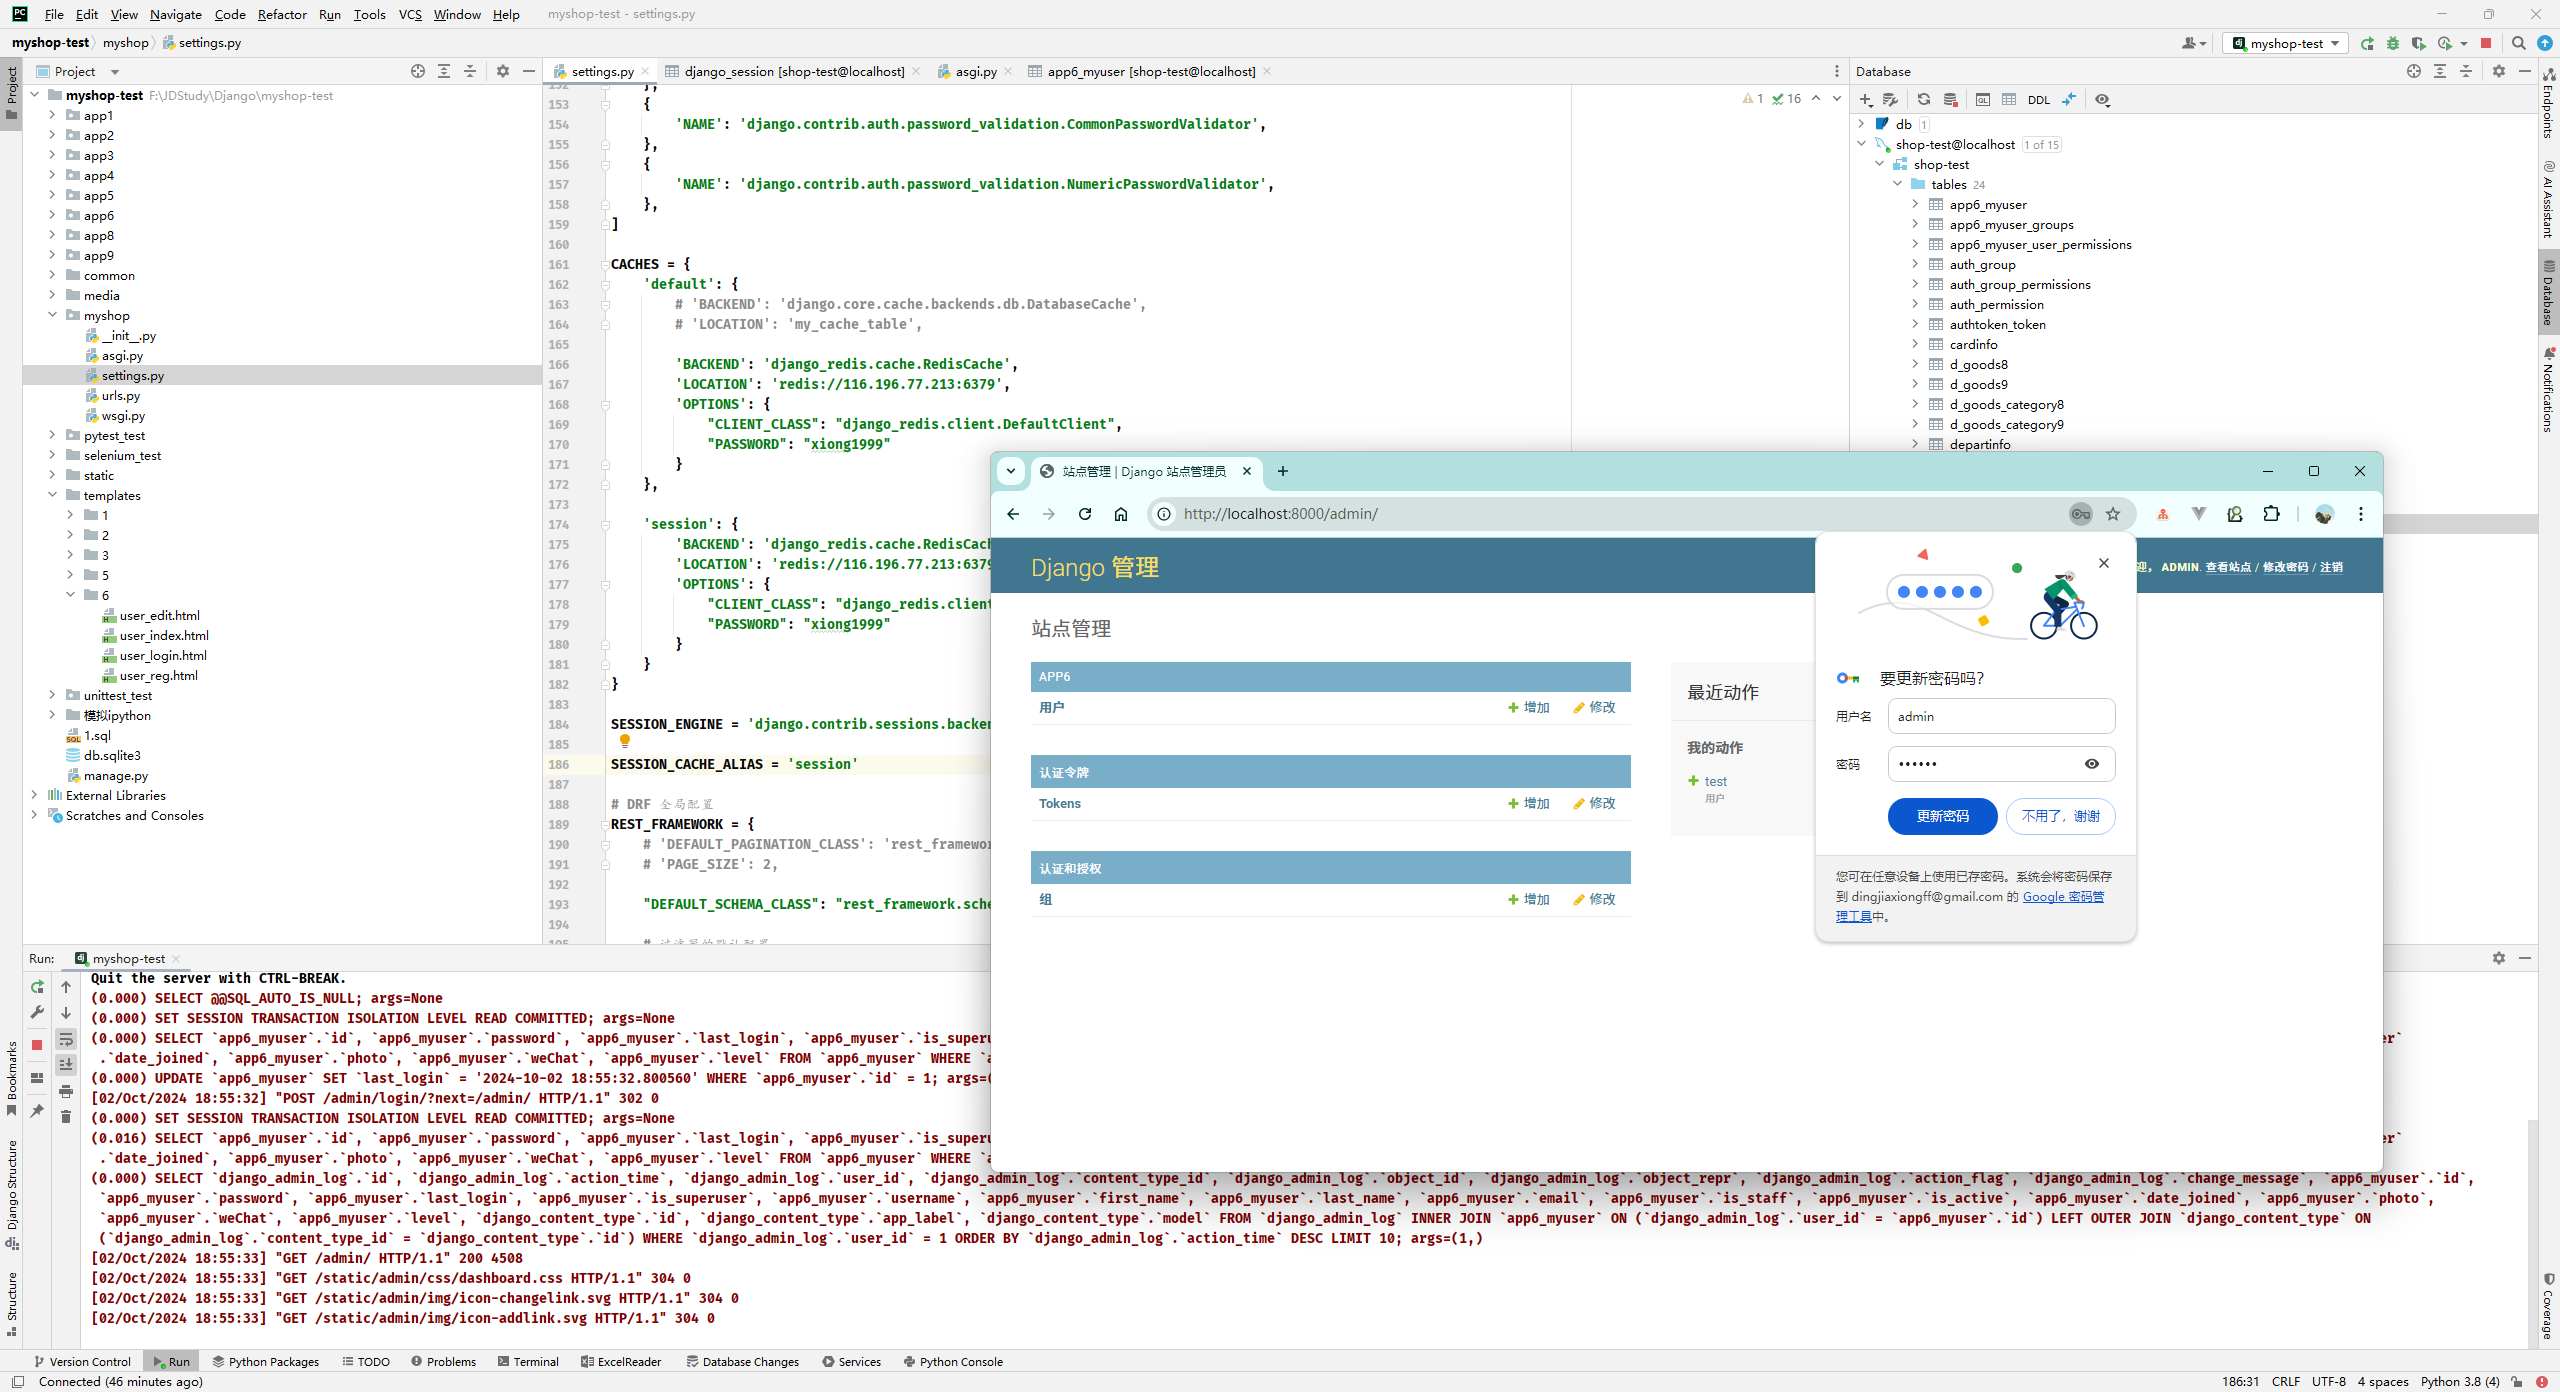 File Edit View Navigate Code Refactor Run Tools VCS Window Help myshop-test - settings.py
myshop-test myshop settings.py
myshop-test
Project
settings.py
django_session [shop-test@localhost]
asgi.py
app6_myuser [shop-test@localhost]
Database
myshop-test F:\JDStudy\Django\myshop-test
app1
app2
app3
app4
app5
app6
app8
app9
common
media
myshop
__init__.py
asgi.py
settings.py
urls.py
wsgi.py
pytest_test
selenium_test
static
templates
1
2
3
5
6
user_edit.html
user_index.html
user_login.html
user_reg.html
unittest_test
模拟ipython
1.sql
db.sqlite3
manage.py
External Libraries
Scratches and Consoles
1 16
152 },
153 {
154 'NAME': 'django.contrib.auth.password_validation.CommonPasswordValidator',
155 },
156 {
157 'NAME': 'django.contrib.auth.password_validation.NumericPasswordValidator',
158 },
159 ]
160
161 CACHES = {
162 'default': {
163 # 'BACKEND': 'django.core.cache.backends.db.DatabaseCache',
164 # 'LOCATION': 'my_cache_table',
165
166 'BACKEND': 'django_redis.cache.RedisCache',
167 'LOCATION': 'redis://116.196.77.213:6379',
168 'OPTIONS': {
169 "CLIENT_CLASS": "django_redis.client.DefaultClient",
170 "PASSWORD": "xiong1999"
171 }
172 },
173
174 'session': {
175 'BACKEND': 'django_redis.cache.RedisCach
176 'LOCATION': 'redis://116.196.77.213:6379
177 'OPTIONS': {
178 "CLIENT_CLASS": "django_redis.client
179 "PASSWORD": "xiong1999"
180 }
181 }
182 }
183
184 SESSION_ENGINE = 'django.contrib.sessions.backen
185
186 SESSION_CACHE_ALIAS = 'session'
187
188 # DRF 全局配置
189 REST_FRAMEWORK = {
190 # 'DEFAULT_PAGINATION_CLASS': 'rest_framewor
191 # 'PAGE_SIZE': 2,
192
193 "DEFAULT_SCHEMA_CLASS": "rest_framework.sche
194
DDL
db 1
shop-test@localhost 1 of 15
shop-test
tables 24
app6_myuser
app6_myuser_groups
app6_myuser_user_permissions
auth_group
auth_group_permissions
auth_permission
authtoken_token
cardinfo
d_goods8
d_goods9
d_goods_category8
d_goods_category9
departinfo
Endpoints
AI Assistant
Database
Notifications
Coverage
Project
Bookmarks
Django Structure
Structure
站点管理 | Django 站点管理员
http://localhost:8000/admin/
Django 管理
迎， ADMIN. 查看站点 / 修改密码 / 注销
站点管理
APP6
用户 增加 修改
认证令牌
Tokens 增加 修改
认证和授权
组 增加 修改
最近动作
我的动作
test
用户
要更新密码吗？
用户名 admin
密码 ••••••
更新密码 不用了，谢谢
您可在任意设备上使用已存密码。系统会将密码保存
到 dingjiaxiongff@gmail.com 的 Google 密码管
理工具中。
Run: myshop-test
Quit the server with CTRL-BREAK.
(0.000) SELECT @@SQL_AUTO_IS_NULL; args=None
(0.000) SET SESSION TRANSACTION ISOLATION LEVEL READ COMMITTED; args=None
(0.000) SELECT `app6_myuser`.`id`, `app6_myuser`.`password`, `app6_myuser`.`last_login`, `app6_myuser`.`is_superu er`
.`date_joined`, `app6_myuser`.`photo`, `app6_myuser`.`weChat`, `app6_myuser`.`level` FROM `app6_myuser` WHERE `a
(0.000) UPDATE `app6_myuser` SET `last_login` = '2024-10-02 18:55:32.800560' WHERE `app6_myuser`.`id` = 1; args=(
[02/Oct/2024 18:55:32] "POST /admin/login/?next=/admin/ HTTP/1.1" 302 0
(0.000) SET SESSION TRANSACTION ISOLATION LEVEL READ COMMITTED; args=None
(0.016) SELECT `app6_myuser`.`id`, `app6_myuser`.`password`, `app6_myuser`.`last_login`, `app6_myuser`.`is_superu er`
.`date_joined`, `app6_myuser`.`photo`, `app6_myuser`.`weChat`, `app6_myuser`.`level` FROM `app6_myuser` WHERE `a
(0.000) SELECT `django_admin_log`.`id`, `django_admin_log`.`action_time`, `django_admin_log`.`user_id`, `django_admin_log`.`content_type_id`, `django_admin_log`.`object_id`, `django_admin_log`.`object_repr`, `django_admin_log`.`action_flag`, `django_admin_log`.`change_message`, `app6_myuser`.`id`,
`app6_myuser`.`password`, `app6_myuser`.`last_login`, `app6_myuser`.`is_superuser`, `app6_myuser`.`username`, `app6_myuser`.`first_name`, `app6_myuser`.`last_name`, `app6_myuser`.`email`, `app6_myuser`.`is_staff`, `app6_myuser`.`is_active`, `app6_myuser`.`date_joined`, `app6_myuser`.`photo`,
`app6_myuser`.`weChat`, `app6_myuser`.`level`, `django_content_type`.`id`, `django_content_type`.`app_label`, `django_content_type`.`model` FROM `django_admin_log` INNER JOIN `app6_myuser` ON (`django_admin_log`.`user_id` = `app6_myuser`.`id`) LEFT OUTER JOIN `django_content_type` ON
(`django_admin_log`.`content_type_id` = `django_content_type`.`id`) WHERE `django_admin_log`.`user_id` = 1 ORDER BY `django_admin_log`.`action_time` DESC LIMIT 10; args=(1,)
[02/Oct/2024 18:55:33] "GET /admin/ HTTP/1.1" 200 4508
[02/Oct/2024 18:55:33] "GET /static/admin/css/dashboard.css HTTP/1.1" 304 0
[02/Oct/2024 18:55:33] "GET /static/admin/img/icon-changelink.svg HTTP/1.1" 304 0
[02/Oct/2024 18:55:33] "GET /static/admin/img/icon-addlink.svg HTTP/1.1" 304 0
Version Control Run Python Packages TODO Problems Terminal ExcelReader Database Changes Services Python Console
Connected (46 minutes ago) 186:31 CRLF UTF-8 4 spaces Python 3.8 (4)